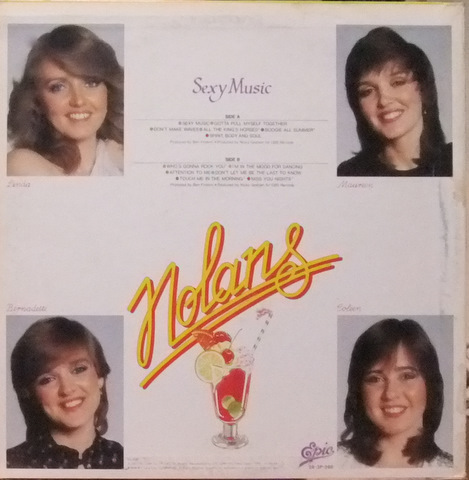 Sexy Music
SIDE A
●SEXY MUSIC●GOTTA PULL MYSELF TOGETHER
●DON'T MAKE WAVES●ALL THE KING'S HORSES●BOOGIE ALL SUMMER
●SHINY BODY AND SOUL
SIDE B
●WHO'S GONNA ROCK YOU●I'M IN THE MOOD FOR DANCING
●ATTENTION TO ME●DON'T LET ME BE THE LAST TO KNOW
●TOUCH ME IN THE MORNING●MISS YOU NIGHTS
Linda
Maureen
Nolans
Bernadette
Coleen
Epic